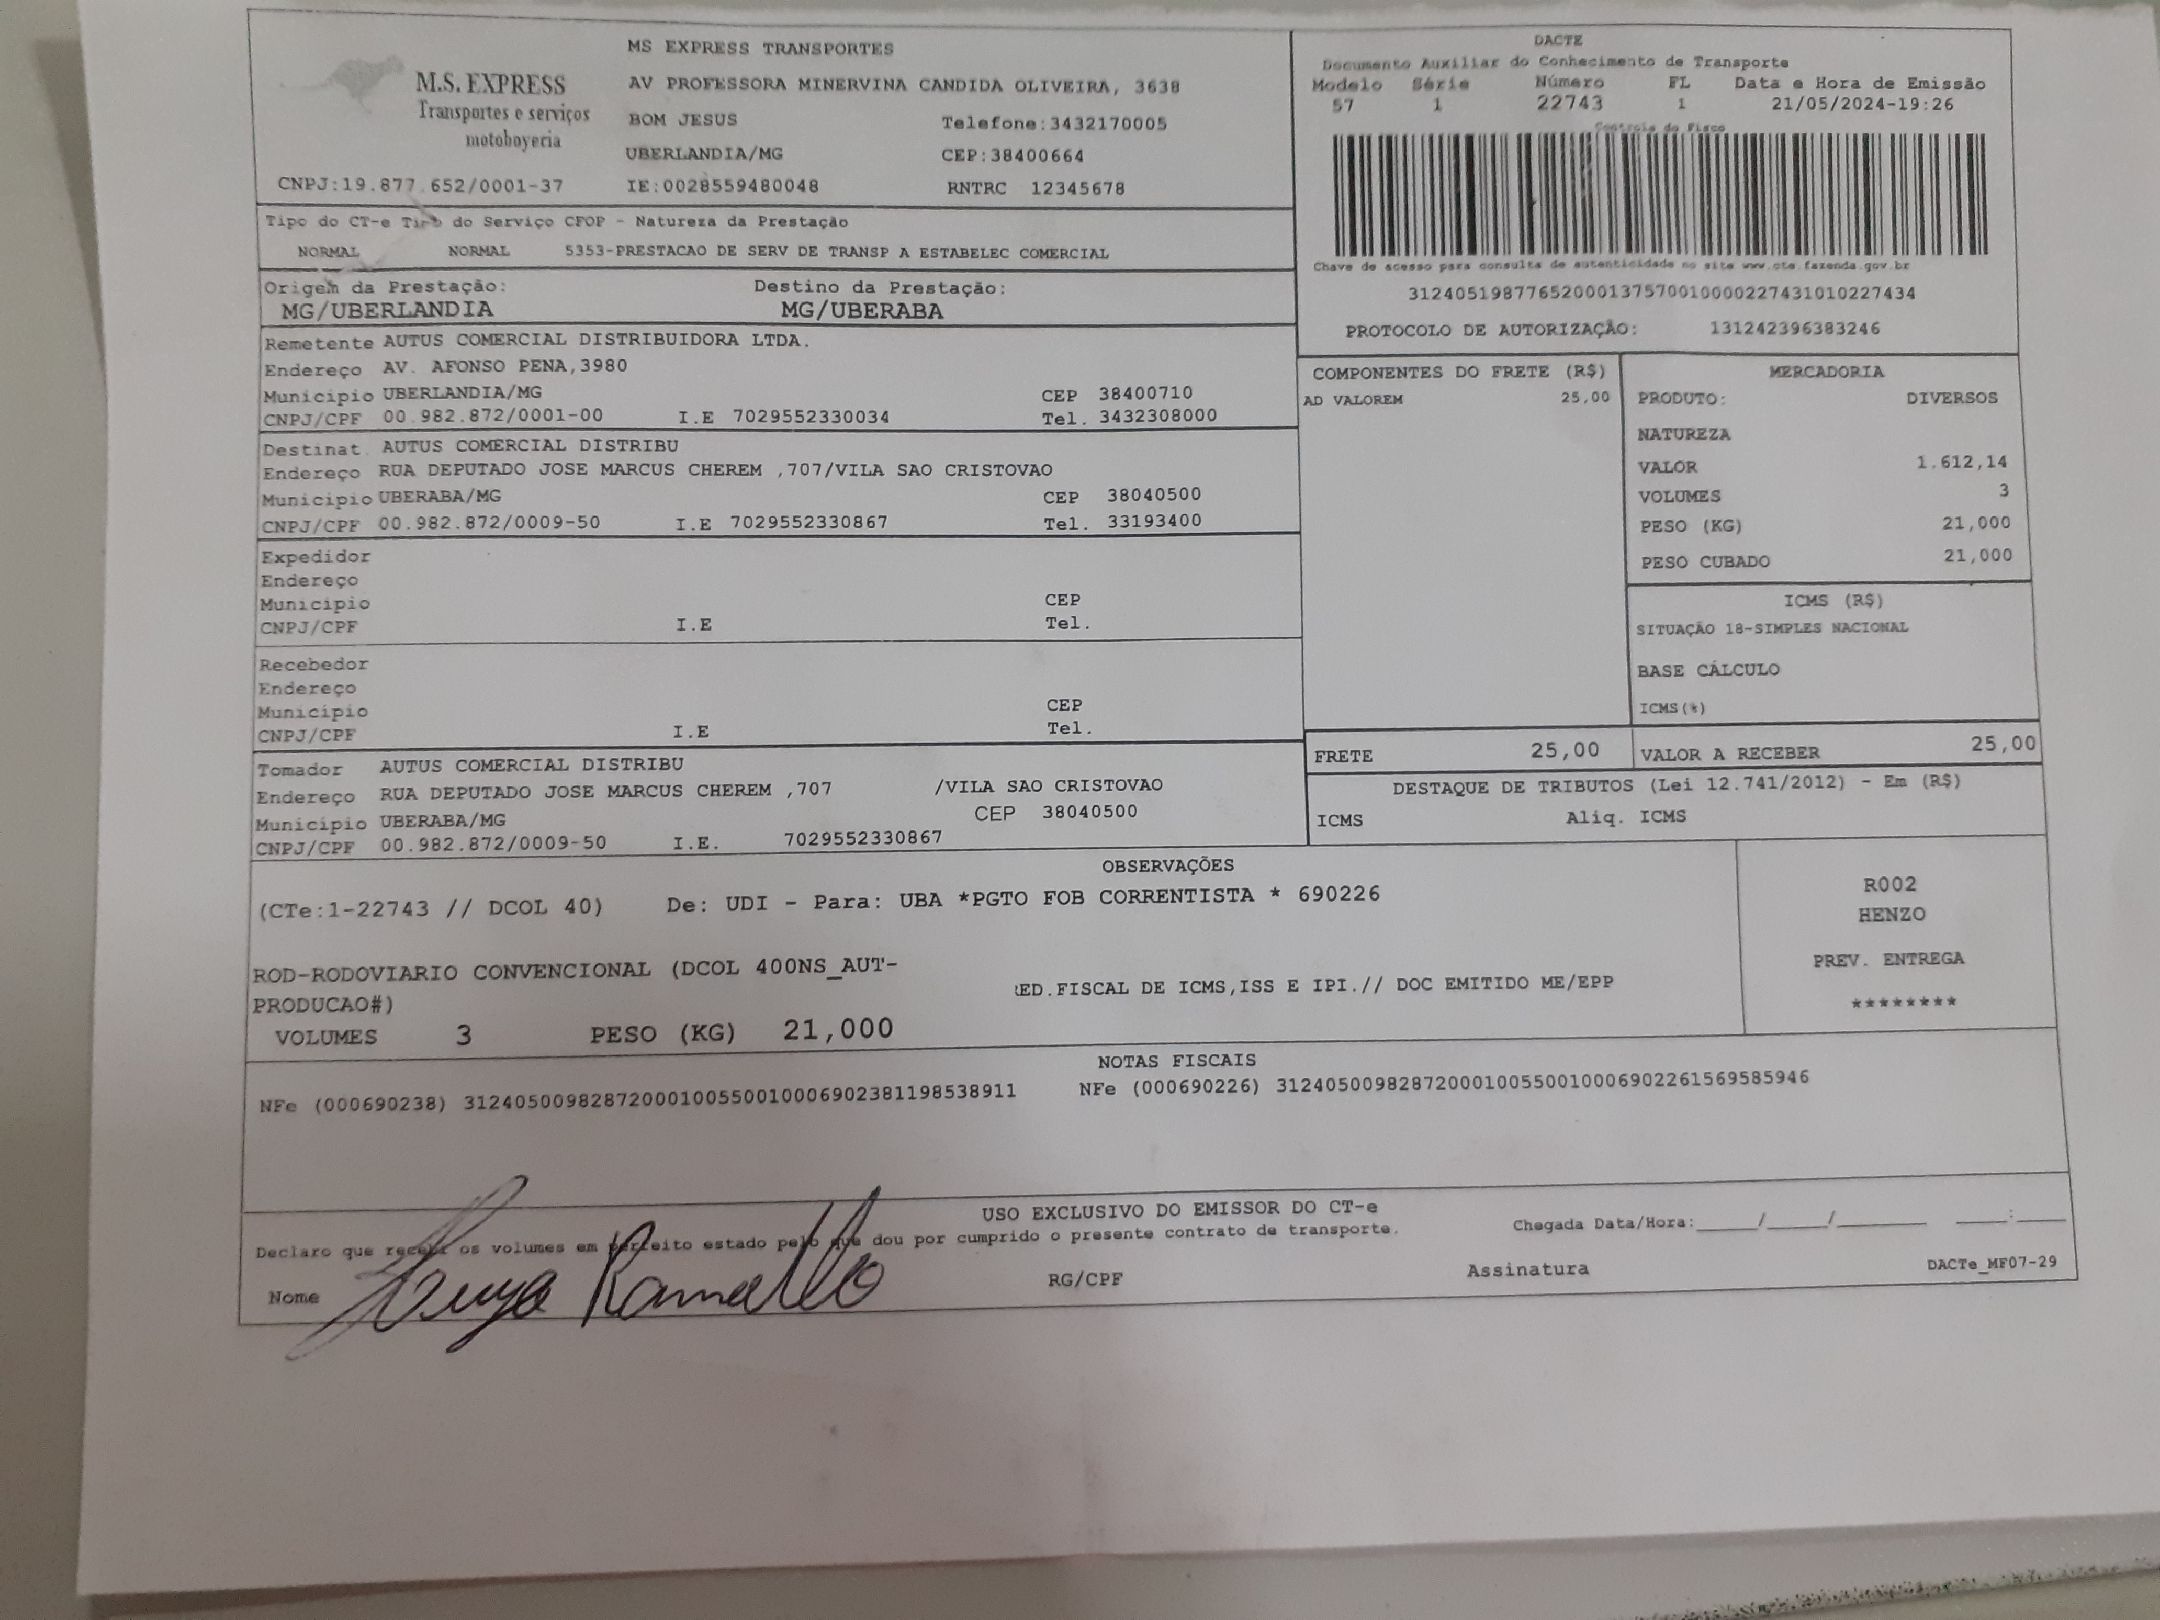 M.S. EXPRESS
Transportes e serviços
motoboyeria
CNPJ:19.877.652/0001-37
MS EXPRESS TRANSPORTES
AV PROFESSORA MINERVINA CANDIDA OLIVEIRA, 3638
BOM JESUS Telefone:3432170005
UBERLANDIA/MG CEP:38400664
IE:0028559480048 RNTRC 12345678
DACTE
Documento Auxiliar do Conhecimento de Transporte
Modelo Série Número FL Data e Hora de Emissão
57 1 22743 1 21/05/2024-19:26
Controle do Fisco
Chave de acesso para consulta de autenticidade no site www.cte.fazenda.gov.br
31240519877652000137570010000227431010227434
PROTOCOLO DE AUTORIZAÇÃO: 131242396383246
Tipo do CT-e Tipo do Serviço CFOP - Natureza da Prestação
NORMAL NORMAL 5353-PRESTACAO DE SERV DE TRANSP A ESTABELEC COMERCIAL
Origem da Prestação: Destino da Prestação:
MG/UBERLANDIA MG/UBERABA
Remetente AUTUS COMERCIAL DISTRIBUIDORA LTDA.
Endereço AV. AFONSO PENA,3980
Municipio UBERLANDIA/MG CEP 38400710
CNPJ/CPF 00.982.872/0001-00 I.E 7029552330034 Tel. 3432308000
Destinat. AUTUS COMERCIAL DISTRIBU
Endereço RUA DEPUTADO JOSE MARCUS CHEREM ,707/VILA SAO CRISTOVAO
Municipio UBERABA/MG CEP 38040500
CNPJ/CPF 00.982.872/0009-50 I.E 7029552330867 Tel. 33193400
Expedidor
Endereço
Município CEP
CNPJ/CPF I.E Tel.
Recebedor
Endereço
Município CEP
CNPJ/CPF I.E Tel.
Tomador AUTUS COMERCIAL DISTRIBU
Endereço RUA DEPUTADO JOSE MARCUS CHEREM ,707 /VILA SAO CRISTOVAO
Município UBERABA/MG CEP 38040500
CNPJ/CPF 00.982.872/0009-50 I.E. 7029552330867
COMPONENTES DO FRETE (R$)
AD VALOREM 25,00
MERCADORIA
PRODUTO: DIVERSOS
NATUREZA
VALOR 1.612,14
VOLUMES 3
PESO (KG) 21,000
PESO CUBADO 21,000
ICMS (R$)
SITUAÇÃO 18-SIMPLES NACIONAL
BASE CÁLCULO
ICMS(%)
FRETE 25,00 VALOR A RECEBER 25,00
DESTAQUE DE TRIBUTOS (Lei 12.741/2012) - Em (R$)
ICMS Aliq. ICMS
OBSERVAÇÕES
(CTe:1-22743 // DCOL 40) De: UDI - Para: UBA *PGTO FOB CORRENTISTA * 690226
ROD-RODOVIARIO CONVENCIONAL (DCOL 400NS_AUT-
PRODUCAO#)
ED.FISCAL DE ICMS,ISS E IPI.// DOC EMITIDO ME/EPP
VOLUMES 3 PESO (KG) 21,000
R002
HENZO
PREV. ENTREGA
********
NOTAS FISCAIS
NFe (000690238) 31240500982872000100550010006902381198538911 NFe (000690226) 31240500982872000100550010006902261569585946
USO EXCLUSIVO DO EMISSOR DO CT-e
Declaro que recebi os volumes em perfeito estado pelo que dou por cumprido o presente contrato de transporte.
Chegada Data/Hora:_____/_____/_______ ____:____
Nome RG/CPF Assinatura DACTe_MF07-29